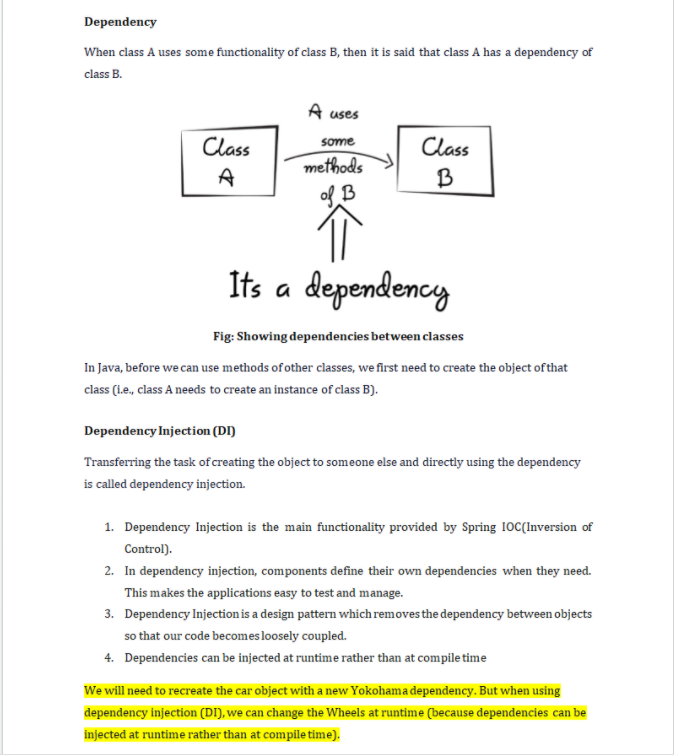 Dependency
When class A uses some functionality of class B, then it is said that class A has a dependency of
class B.
A uses
some
methods
of B
Class
A
Class
B
Its a dependency
Fig: Showing dependencies between classes
In Java, before we can use methods of other classes, we first need to create the object of that
class (i.e., class A needs to create an instance of class B).
Dependency Injection (DI)
Transferring the task of creating the object to someone else and directly using the dependency
is called dependency injection.
1. Dependency Injection is the main functionality provided by Spring IOC(Inversion of
Control).
2. In dependency injection, components define their own dependencies when they need.
This makes the applications easy to test and manage.
3. Dependency Injection is a design pattern which removes the dependency between objects
so that our code becomes loosely coupled.
4. Dependencies can be injected at runtime rather than at compile time
We will need to recreate the car object with a new Yokohama dependency. But when using
dependency injection (DI), we can change the Wheels at runtime (because dependencies can be
injected at runtime rather than at compile time).